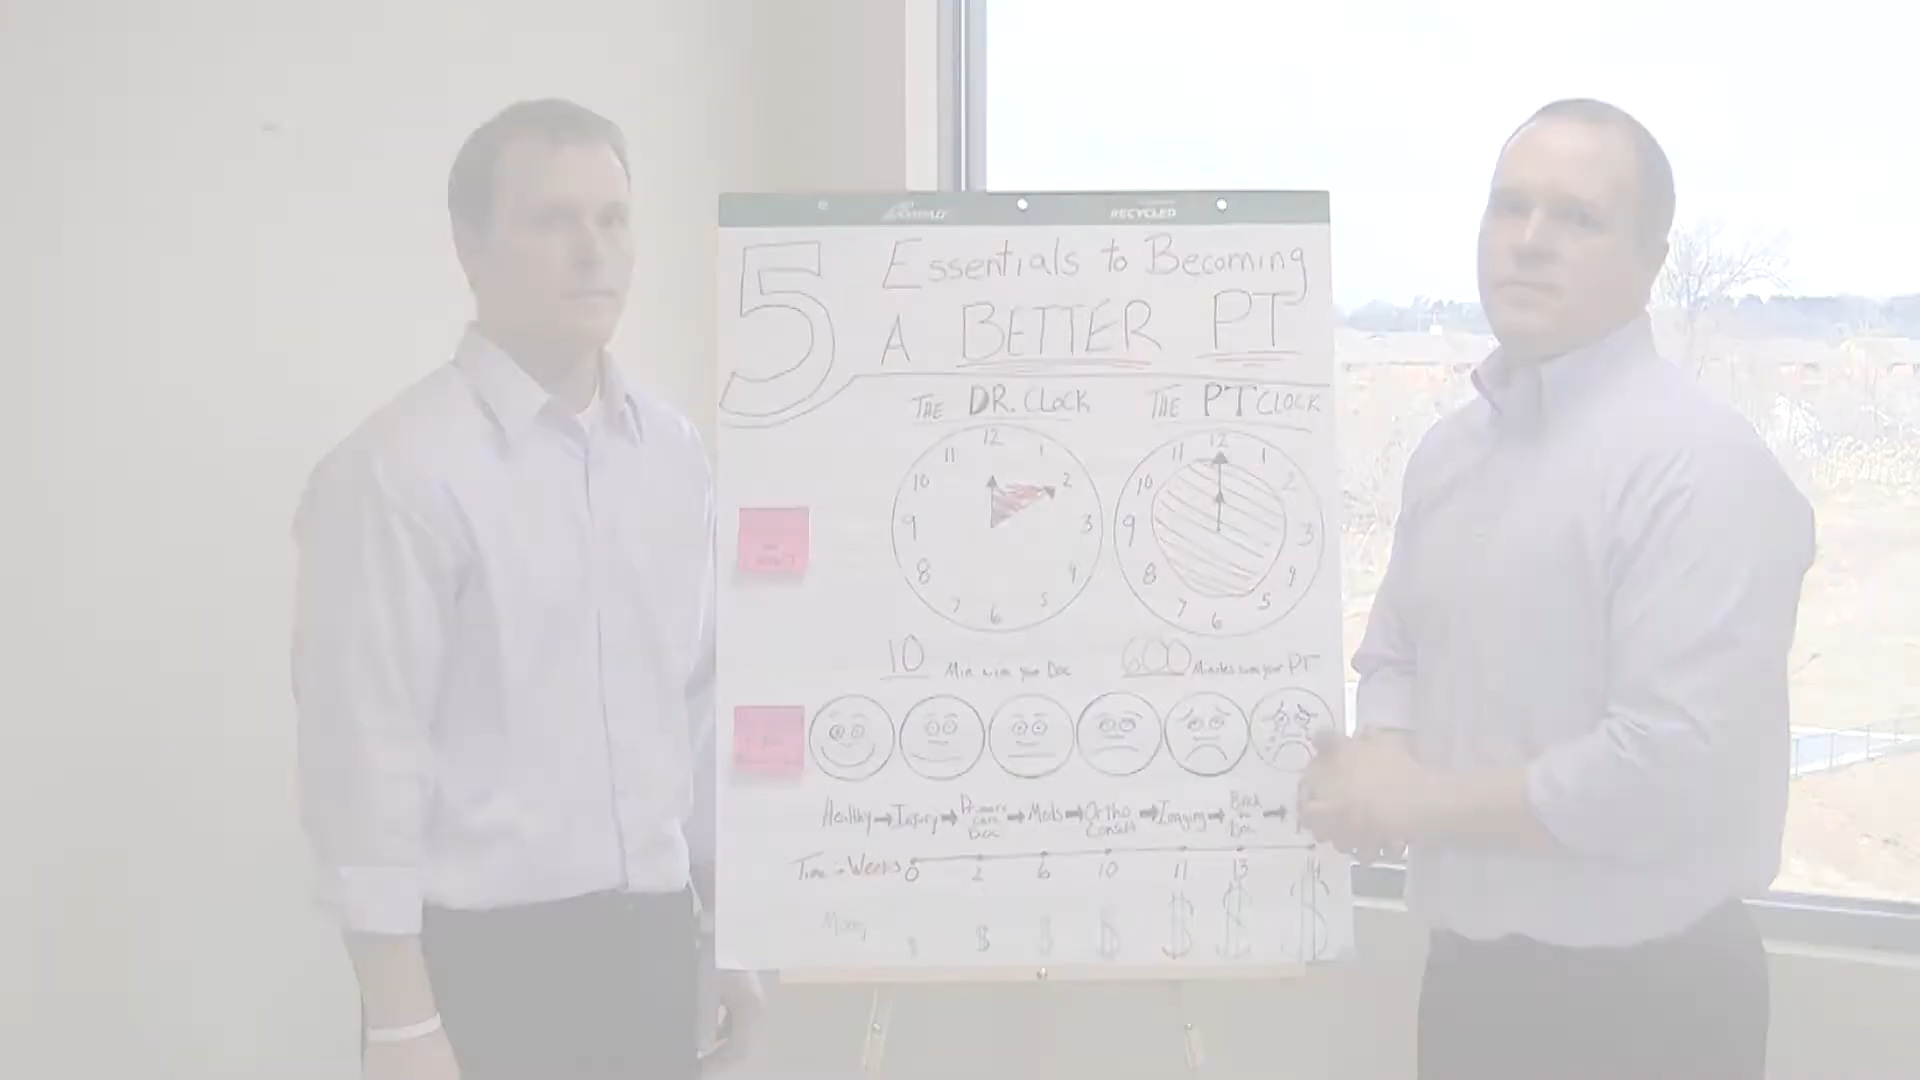 RECYCLED
5 Essentials to Becoming
A BETTER PT
THE DR. CLOCK
THE PT CLOCK
12 1 2 3 4 5 6 7 8 9 10 11
12 1 2 3 4 5 6 7 8 9 10 11
10 Min with your Doc
600 Minutes with your PT
Healthy → Injury → Primary Care Doc → Meds → Ortho Consult → Imaging → Back to Doc →
Time - Weeks 0 2 6 10 11 13 14
Money $ $ $ $ $ $ $